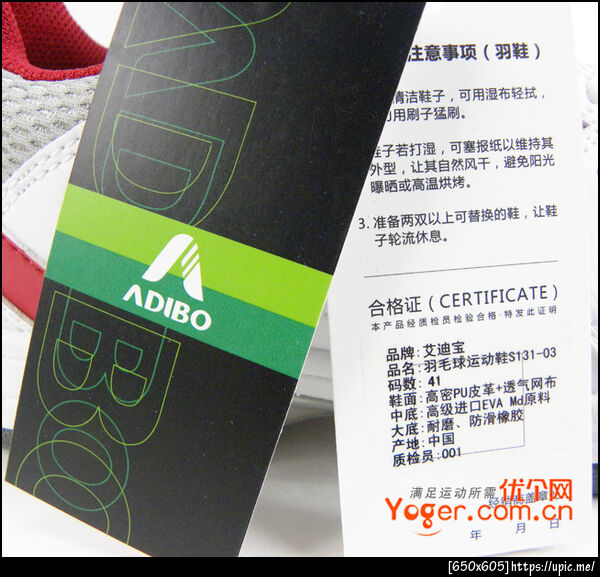 ADIBO
ADIBO
注意事项（羽鞋）
清洁鞋子，可用湿布轻拭，
用刷子猛刷。
鞋子若打湿，可塞报纸以维持其
外型，让其自然风干，避免阳光
曝晒或高温烘烤。
3. 准备两双以上可替换的鞋，让鞋
子轮流休息。
合格证（CERTIFICATE）
本产品经质检员检验合格·特发此证明
品牌: 艾迪宝
品名: 羽毛球运动鞋S131-03
码数: 41
鞋面: 高密PU皮革+透气网布
中底: 高级进口EVA Md原料
大底: 耐磨、防滑橡胶
产地: 中国
质检员: 001
满足运动所需
优个网
经销商盖章
Yoger.com.cn
年 月 日
[650x605]https://upic.me/